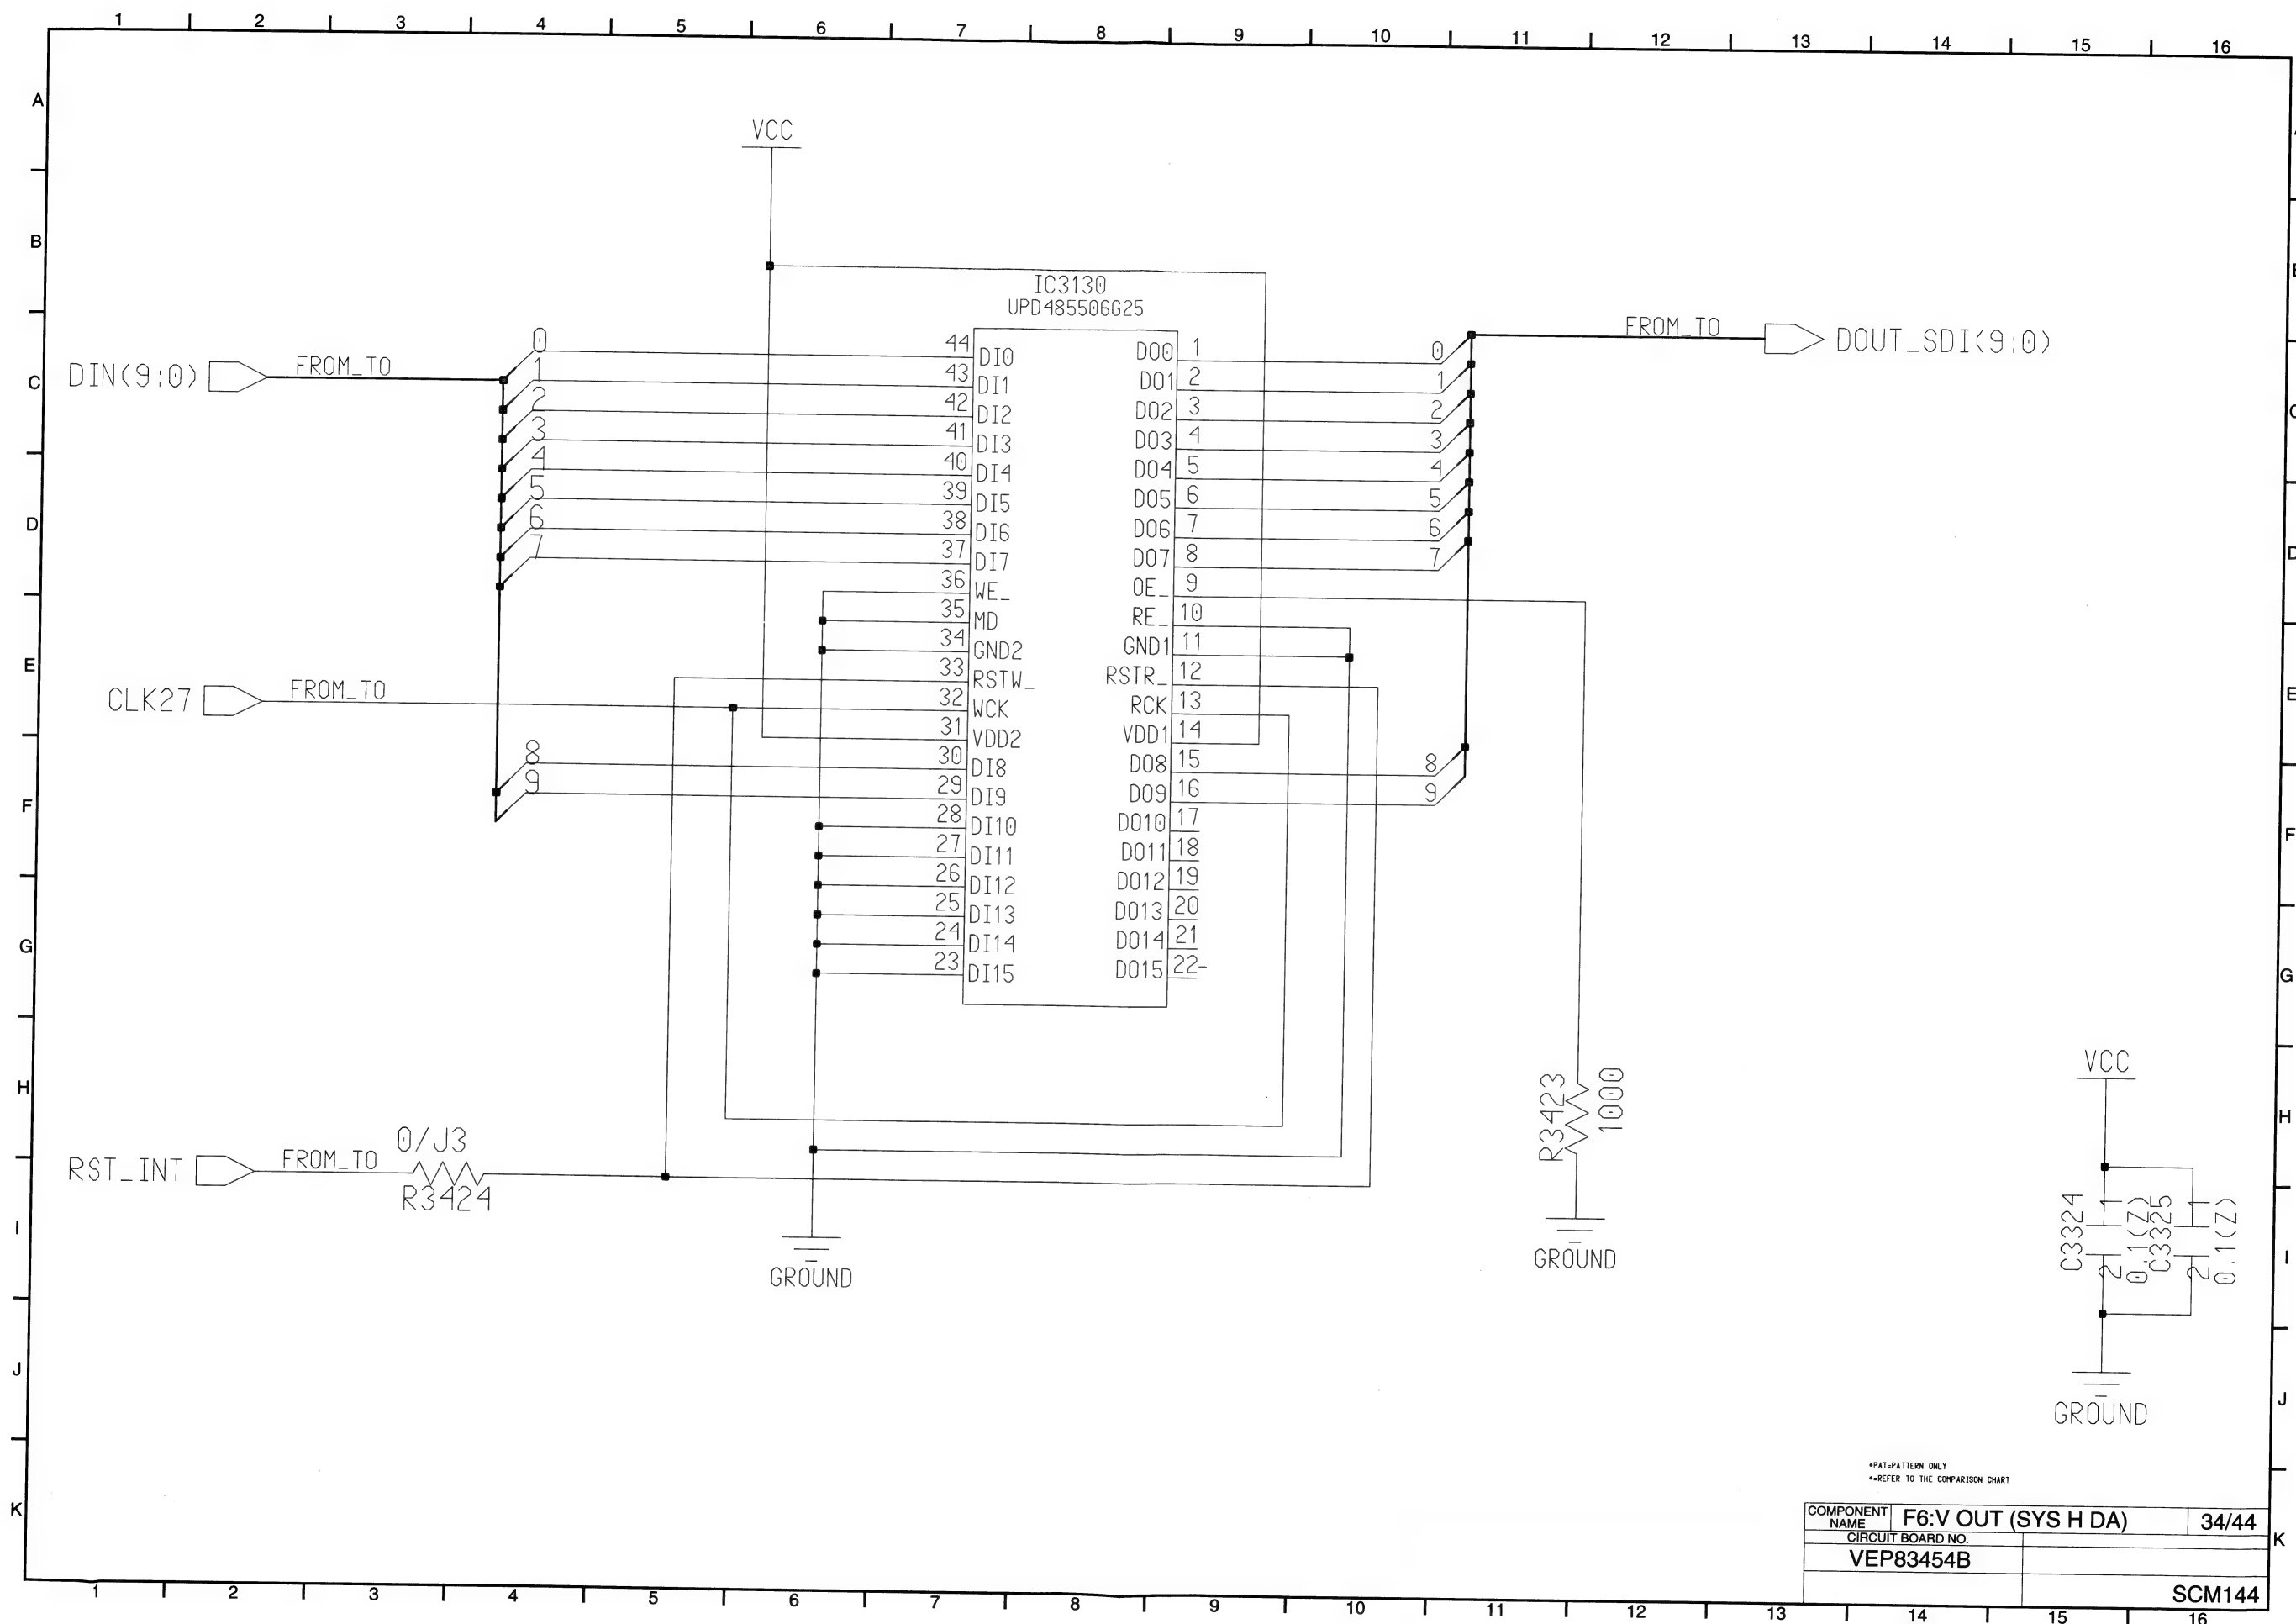 1 2 3 4 5 6 7 8 9 10 11 12 13 14 15 16
A
B
C
D
E
F
G
H
I
J
K
VCC
IC3130
UPD485506G25
DIN(9:0) FROM_TO
0
1
2
3
4
5
6
7
8
9
CLK27 FROM_TO
RST_INT FROM_TO
0/J3
R3424
44 DI0
43 DI1
42 DI2
41 DI3
40 DI4
39 DI5
38 DI6
37 DI7
36 WE_
35 MD
34 GND2
33 RSTW_
32 WCK
31 VDD2
30 DI8
29 DI9
28 DI10
27 DI11
26 DI12
25 DI13
24 DI14
23 DI15
DO0 1
DO1 2
DO2 3
DO3 4
DO4 5
DO5 6
DO6 7
DO7 8
OE_ 9
RE_ 10
GND1 11
RSTR_ 12
RCK 13
VDD1 14
DO8 15
DO9 16
DO10 17
DO11 18
DO12 19
DO13 20
DO14 21
DO15 22-
0
1
2
3
4
5
6
7
8
9
FROM_TO DOUT_SDI(9:0)
GROUND
R3423
1000
GROUND
VCC
C3324
1
2
0.1(Z)
C3325
1
2
0.1(Z)
GROUND
*PAT=PATTERN ONLY
*=REFER TO THE COMPARISON CHART
COMPONENT NAME F6:V OUT (SYS H DA) 34/44
CIRCUIT BOARD NO.
VEP83454B
SCM144
A
B
C
D
E
F
G
H
I
J
K
1 2 3 4 5 6 7 8 9 10 11 12 13 14 15 16